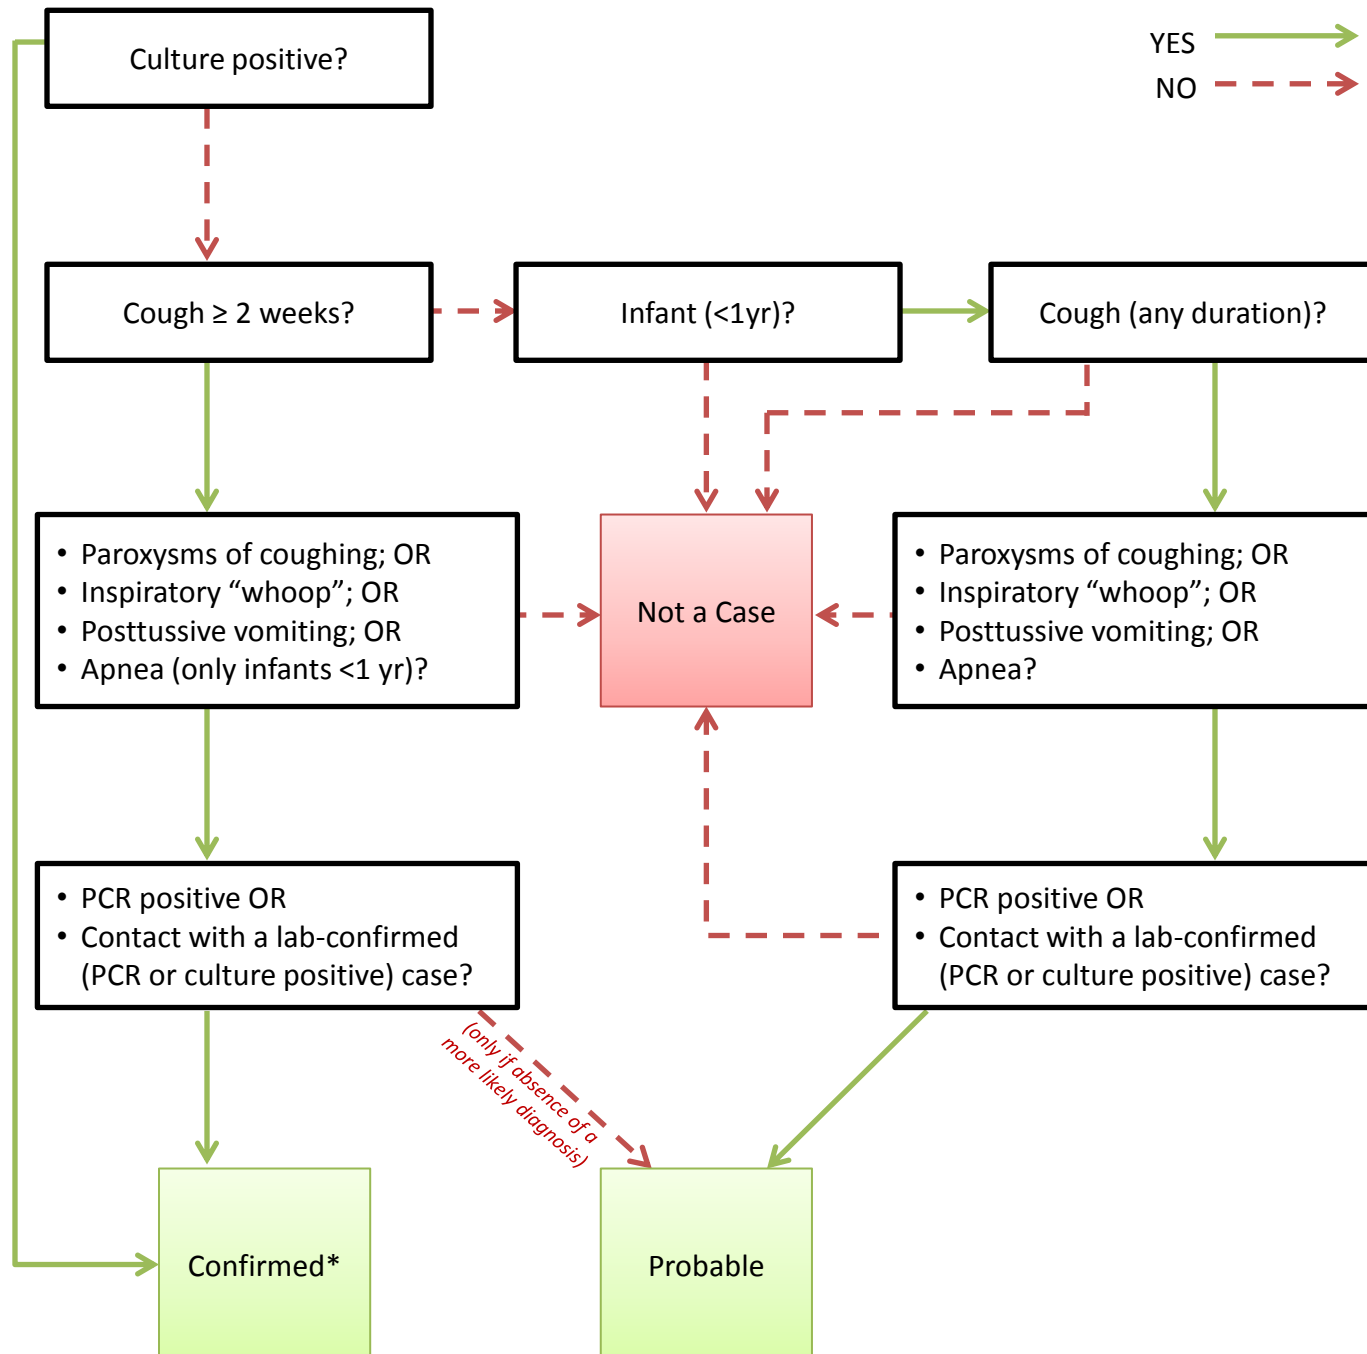 Culture positive?
YES
NO
Cough ≥ 2 weeks?
Infant (<1yr)?
Cough (any duration)?
• Paroxysms of coughing; OR
• Inspiratory “whoop”; OR
• Posttussive vomiting; OR
• Apnea (only infants <1 yr)?
Not a Case
• Paroxysms of coughing; OR
• Inspiratory “whoop”; OR
• Posttussive vomiting; OR
• Apnea?
• PCR positive OR
• Contact with a lab-confirmed
(PCR or culture positive) case?
• PCR positive OR
• Contact with a lab-confirmed
(PCR or culture positive) case?
(only if absence of a
more likely diagnosis)
Confirmed*
Probable